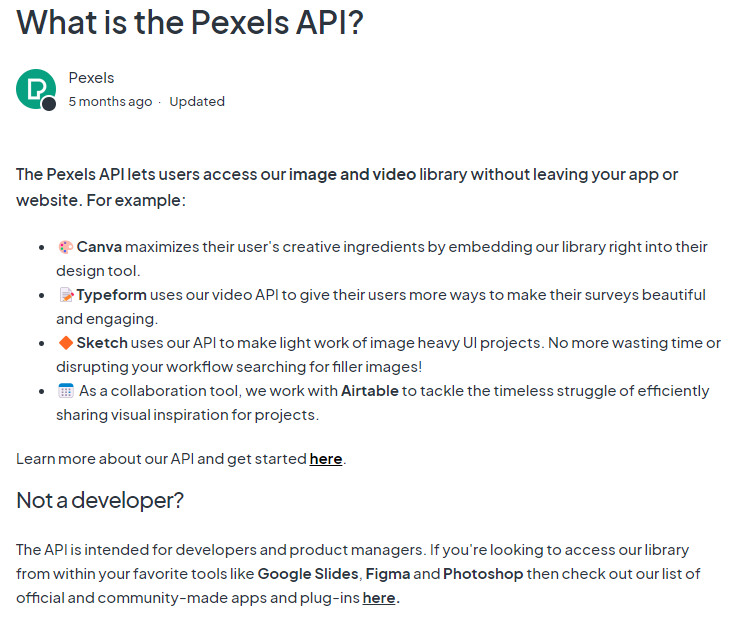 What is the Pexels API?
Pexels
5 months ago · Updated
The Pexels API lets users access our image and video library without leaving your app or
website. For example:
Canva maximizes their user's creative ingredients by embedding our library right into their
design tool.
Typeform uses our video API to give their users more ways to make their surveys beautiful
and engaging.
Sketch uses our API to make light work of image heavy UI projects. No more wasting time or
disrupting your workflow searching for filler images!
As a collaboration tool, we work with Airtable to tackle the timeless struggle of efficiently
sharing visual inspiration for projects.
Learn more about our API and get started here.
Not a developer?
The API is intended for developers and product managers. If you're looking to access our library
from within your favorite tools like Google Slides, Figma and Photoshop then check out our list of
official and community-made apps and plug-ins here.